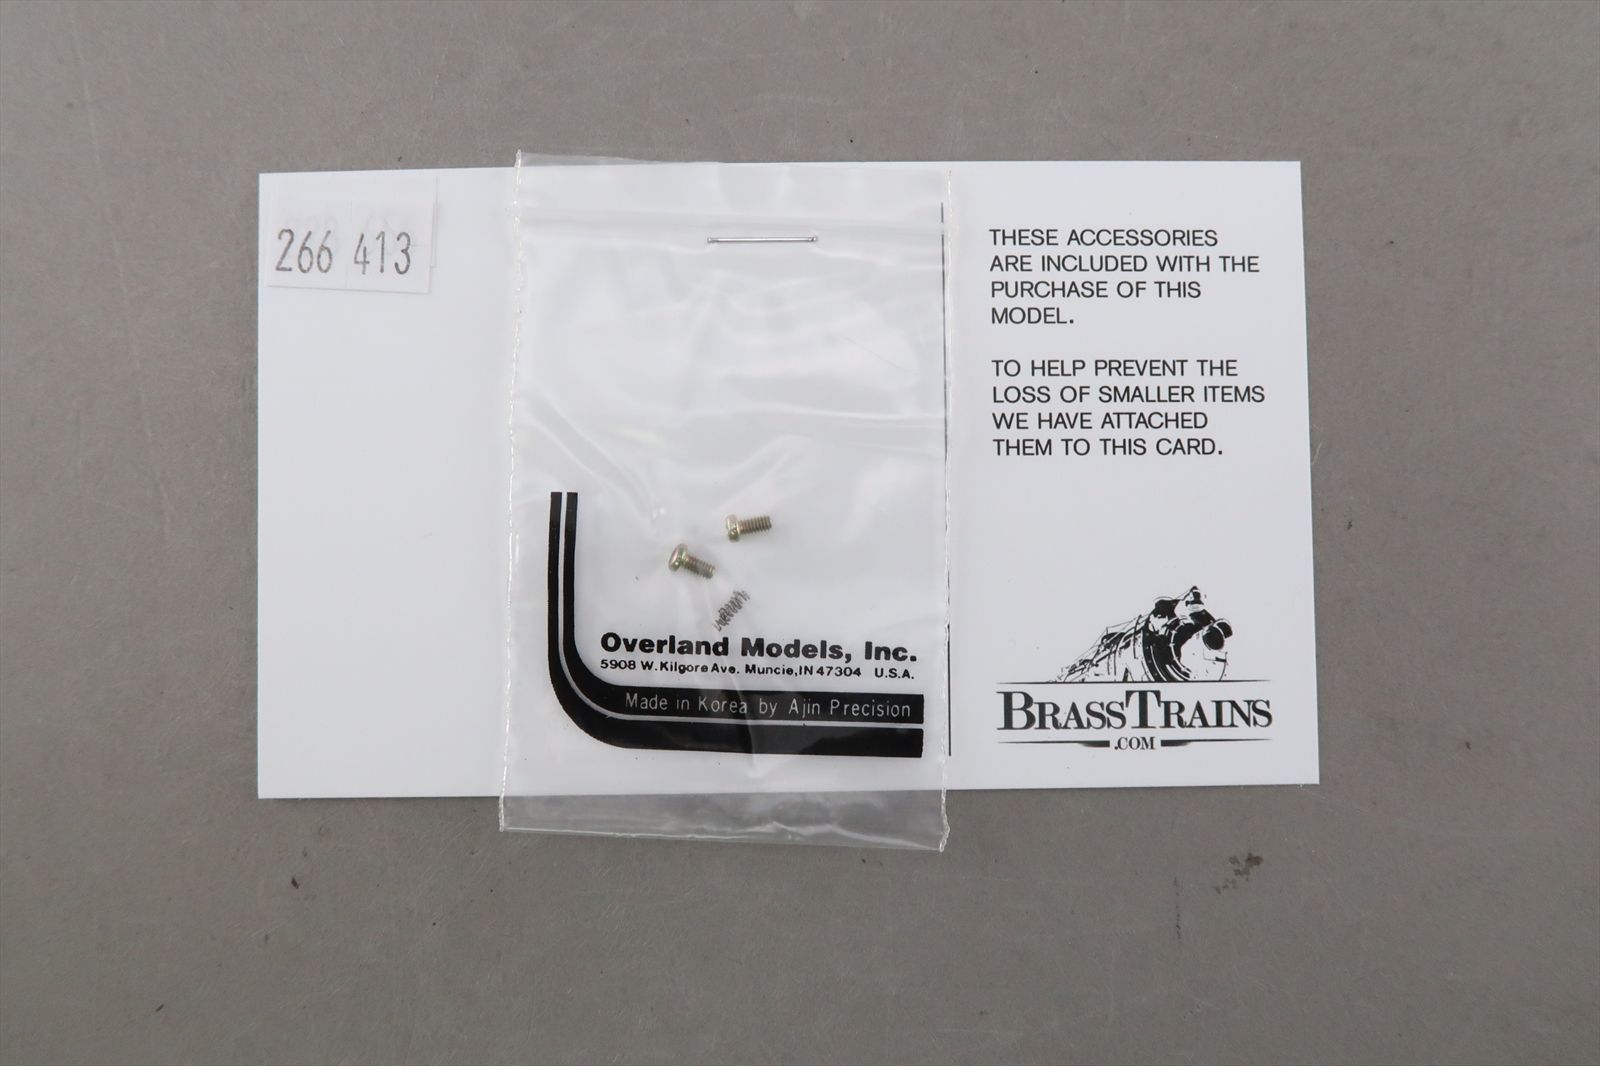 266 413
THESE ACCESSORIES
ARE INCLUDED WITH THE
PURCHASE OF THIS
MODEL.
TO HELP PREVENT THE
LOSS OF SMALLER ITEMS
WE HAVE ATTACHED
THEM TO THIS CARD.
Overland Models, Inc.
5908 W. Kilgore Ave. Muncie, IN 47304 U.S.A.
Made in Korea by Ajin Precision
BRASSTRAINS
.COM